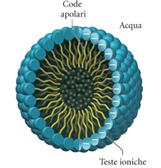 Code
apolari
Acqua
Teste ioniche